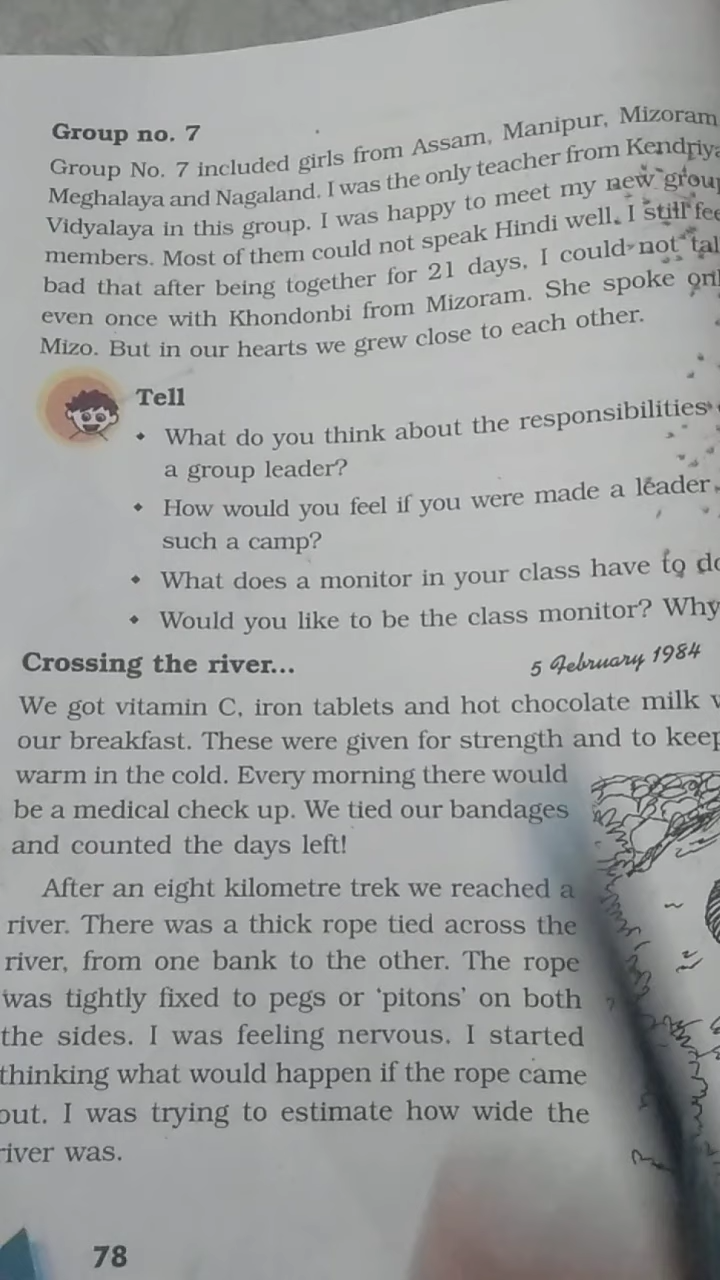 Group no. 7
Group No. 7 included girls from Assam, Manipur, Mizoram
Meghalaya and Nagaland. I was the only teacher from Kendriya
Vidyalaya in this group. I was happy to meet my new group
members. Most of them could not speak Hindi well. I still fee
bad that after being together for 21 days, I could not tal
even once with Khondonbi from Mizoram. She spoke onl
Mizo. But in our hearts we grew close to each other.
Tell
• What do you think about the responsibilities
a group leader?
• How would you feel if you were made a leader
such a camp?
• What does a monitor in your class have to do
• Would you like to be the class monitor? Why
Crossing the river...
5 February 1984
We got vitamin C, iron tablets and hot chocolate milk w
our breakfast. These were given for strength and to keep
warm in the cold. Every morning there would
be a medical check up. We tied our bandages
and counted the days left!
After an eight kilometre trek we reached a
river. There was a thick rope tied across the
river, from one bank to the other. The rope
was tightly fixed to pegs or 'pitons' on both
the sides. I was feeling nervous. I started
thinking what would happen if the rope came
out. I was trying to estimate how wide the
river was.
78